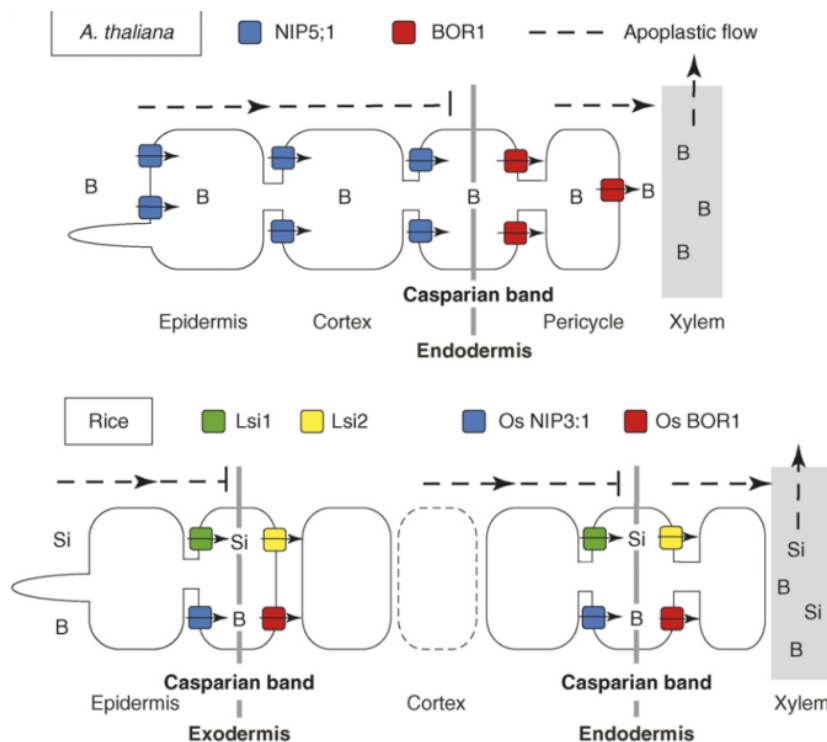 A. thaliana NIP5;1 BOR1 Apoplastic flow
B B B B B B B B B
Casparian band
Epidermis Cortex Pericycle Xylem
Endodermis
Rice Lsi1 Lsi2 Os NIP3:1 Os BOR1
Si Si Si Si
B Si
B B B B
Casparian band Casparian band
Epidermis Cortex Xylem
Exodermis Endodermis